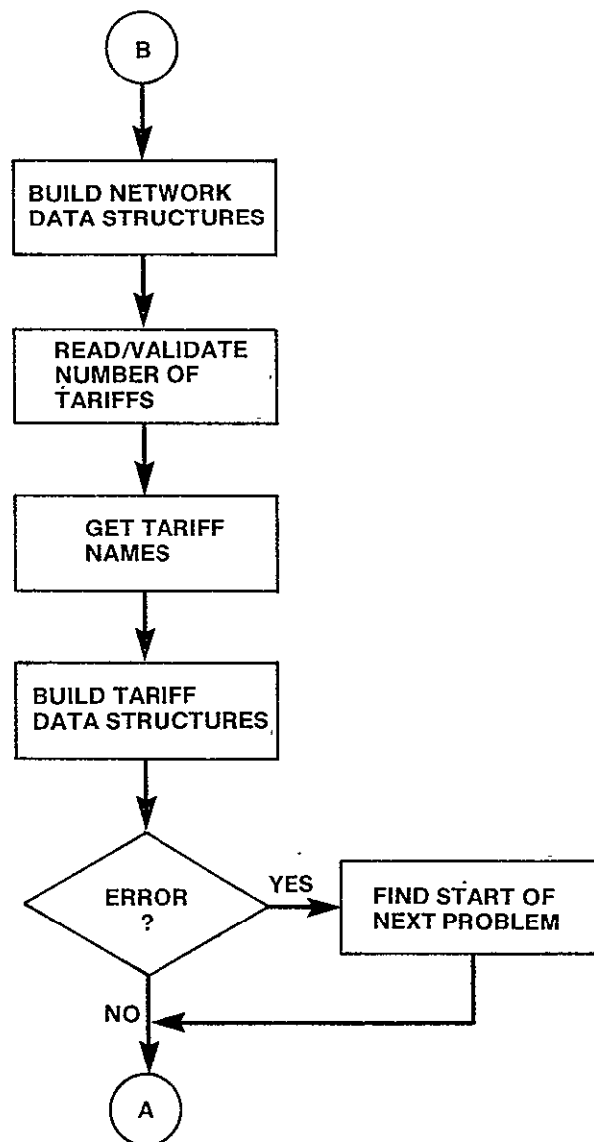 B
BUILD NETWORK
DATA STRUCTURES
READ/VALIDATE
NUMBER OF
TARIFFS
GET TARIFF
NAMES
BUILD TARIFF
DATA STRUCTURES
ERROR
?
YES
FIND START OF
NEXT PROBLEM
NO
A